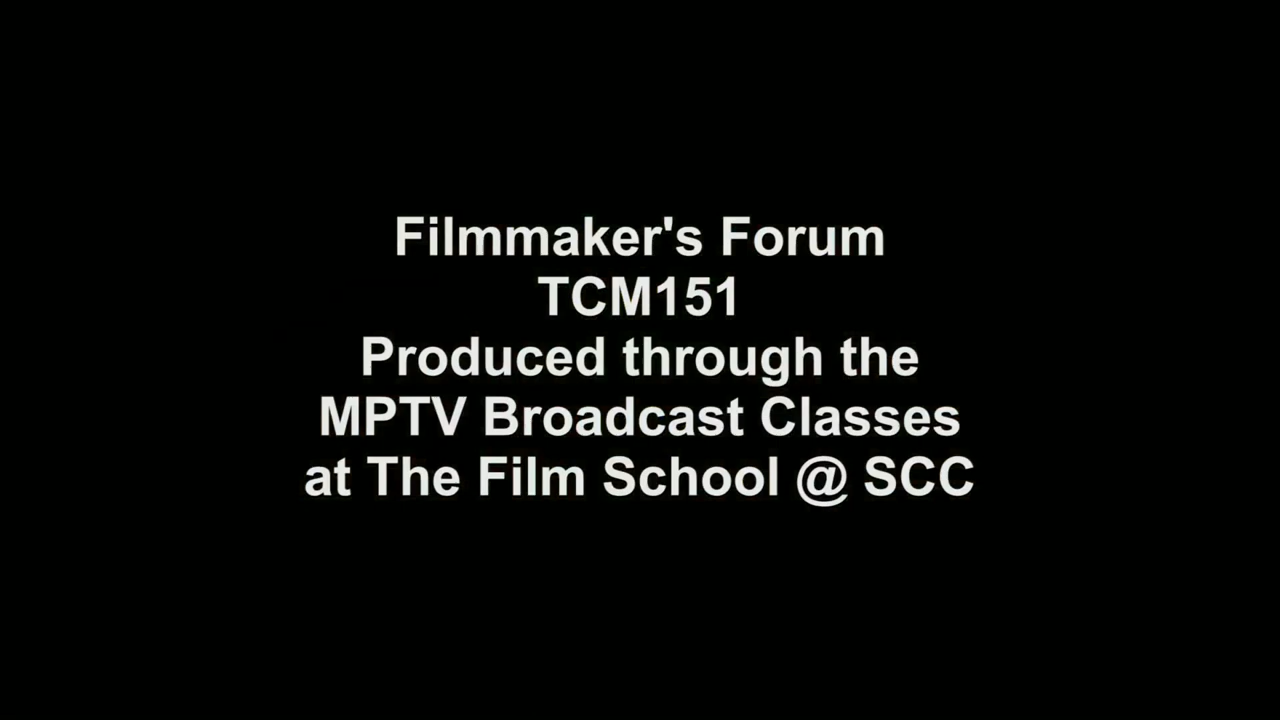 Filmmaker's Forum
TCM151
Produced through the
MPTV Broadcast Classes
at The Film School @ SCC